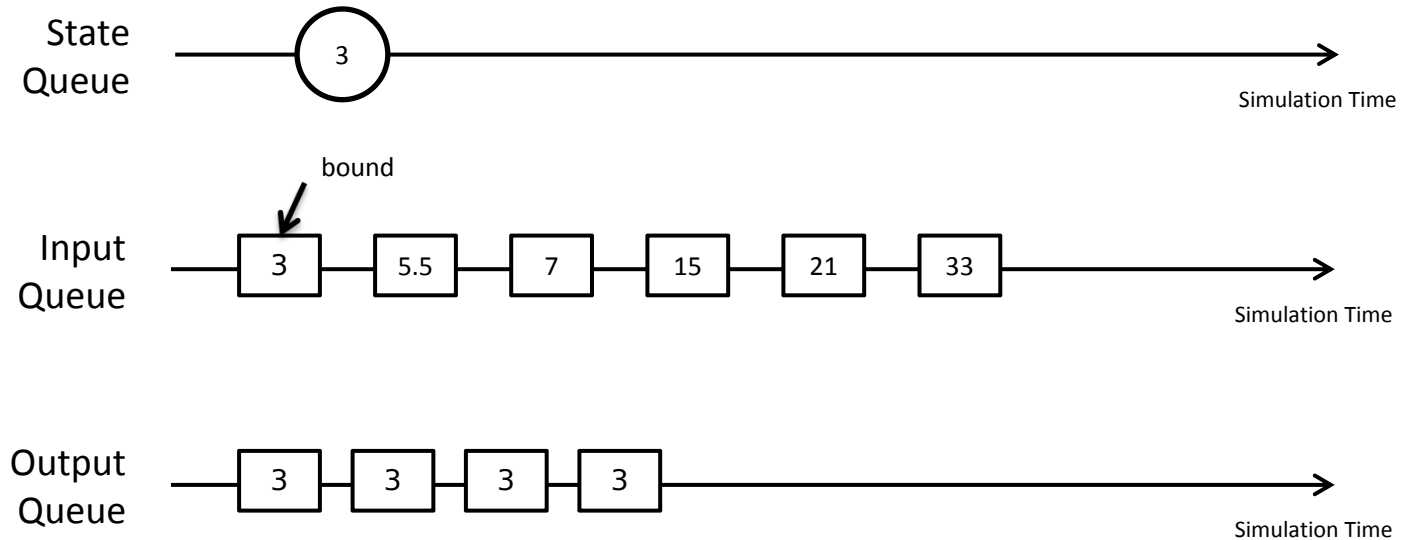 State
Queue
3
Simulation Time
bound
Input
Queue
3 5.5 7 15 21 33
Simulation Time
Output
Queue
3 3 3 3
Simulation Time